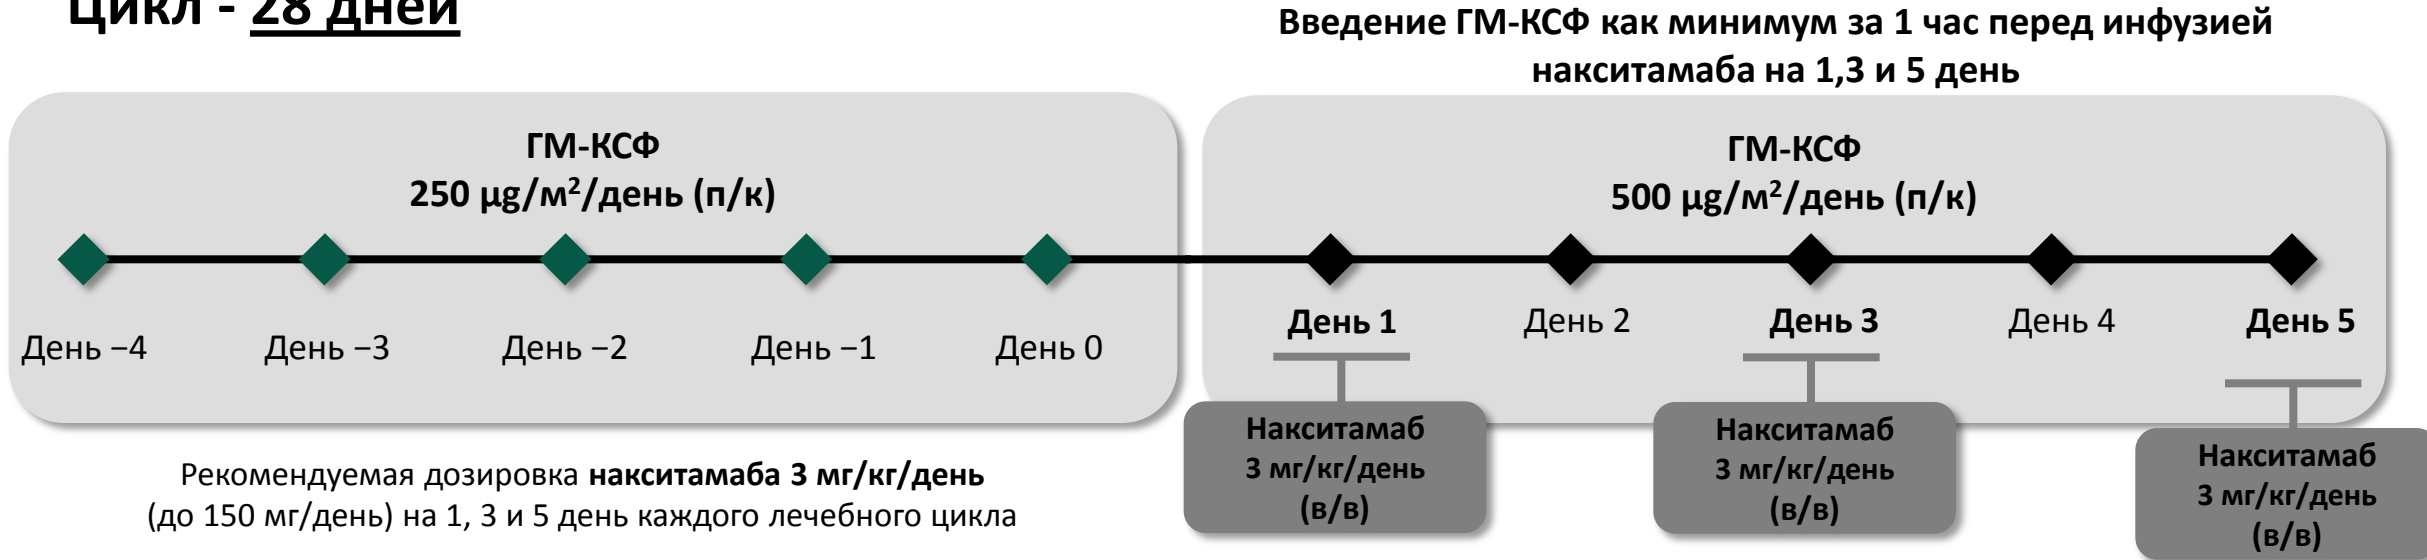 Цикл - 28 дней
Введение ГМ-КСФ как минимум за 1 час перед инфузией
накситамаба на 1,3 и 5 день
ГМ-КСФ
250 µg/м²/день (п/к)
День −4
День −3
День −2
День −1
День 0
ГМ-КСФ
500 µg/м²/день (п/к)
День 1
День 2
День 3
День 4
День 5
Накситамаб
3 мг/кг/день
(в/в)
Накситамаб
3 мг/кг/день
(в/в)
Накситамаб
3 мг/кг/день
(в/в)
Рекомендуемая дозировка накситамаба 3 мг/кг/день
(до 150 мг/день) на 1, 3 и 5 день каждого лечебного цикла